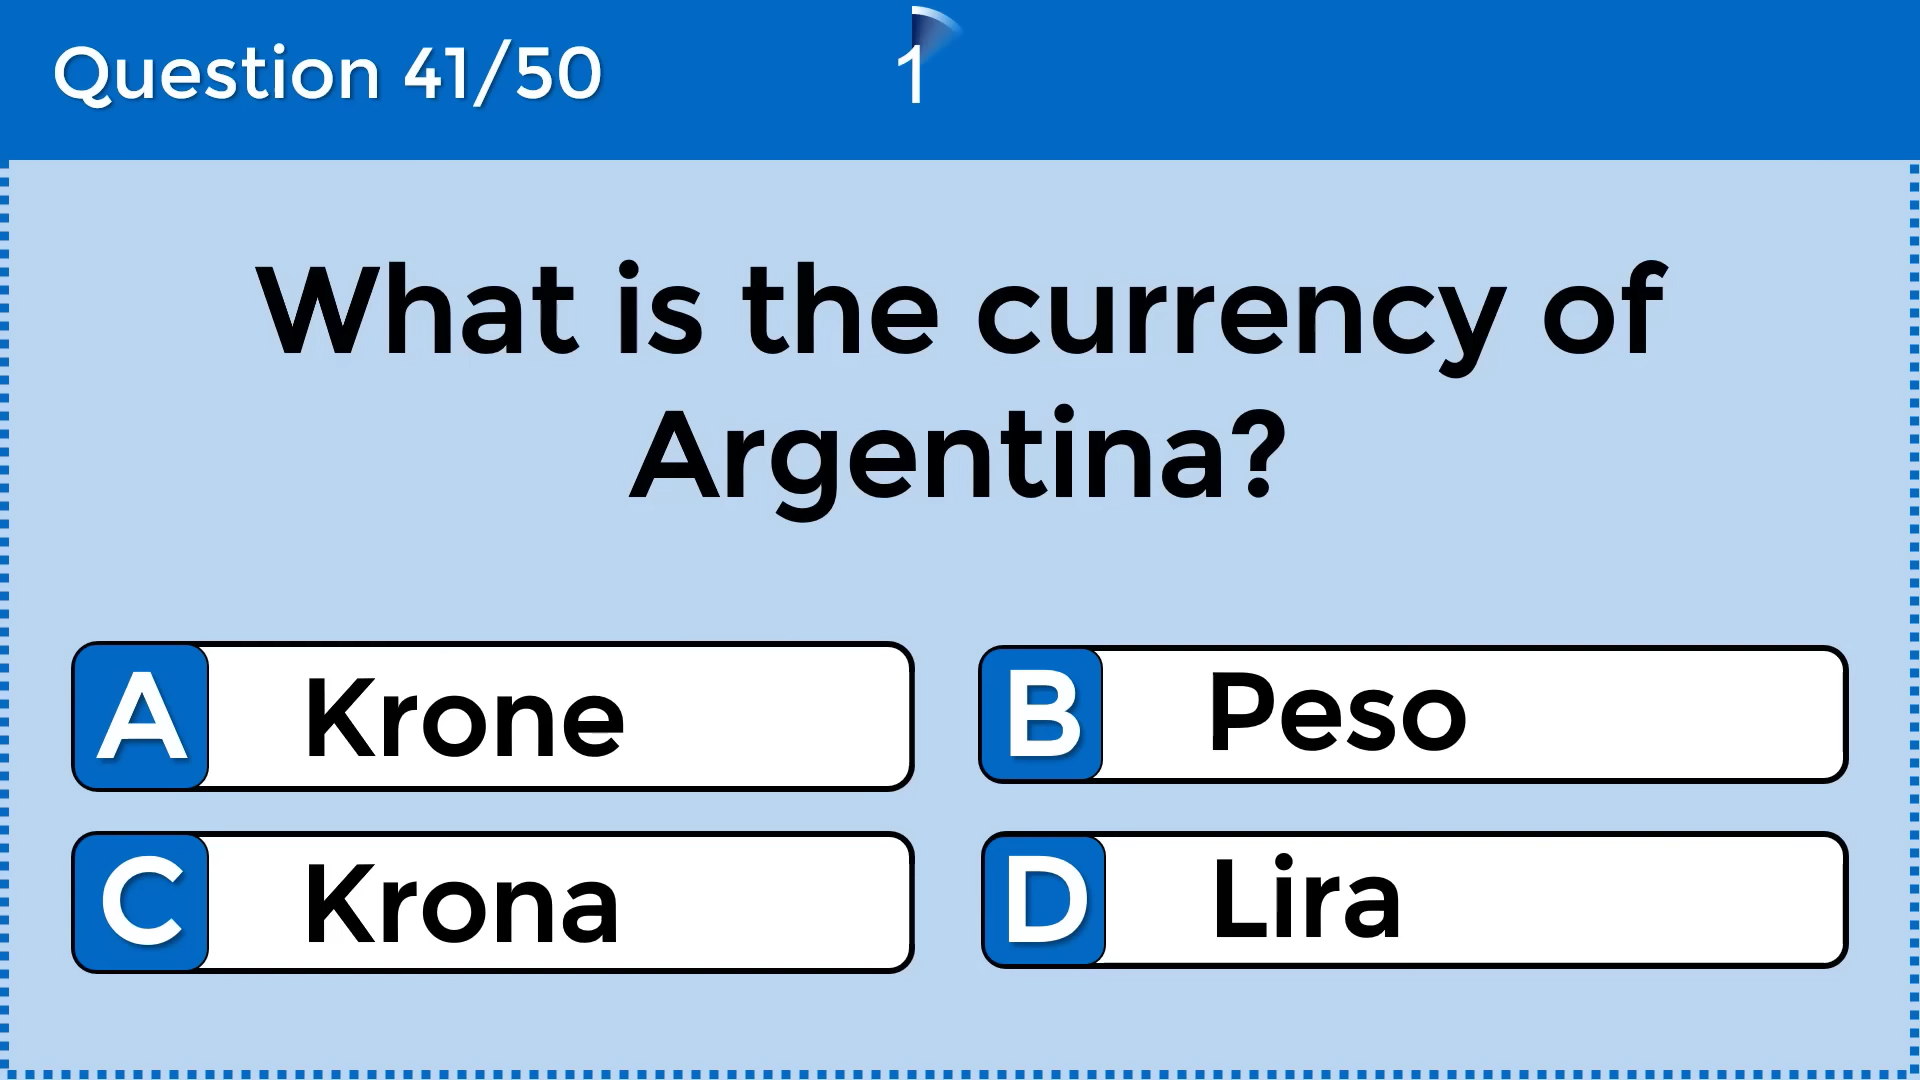 Question 41/50
1
What is the currency of
Argentina?
A Krone
B Peso
C Krona
D Lira